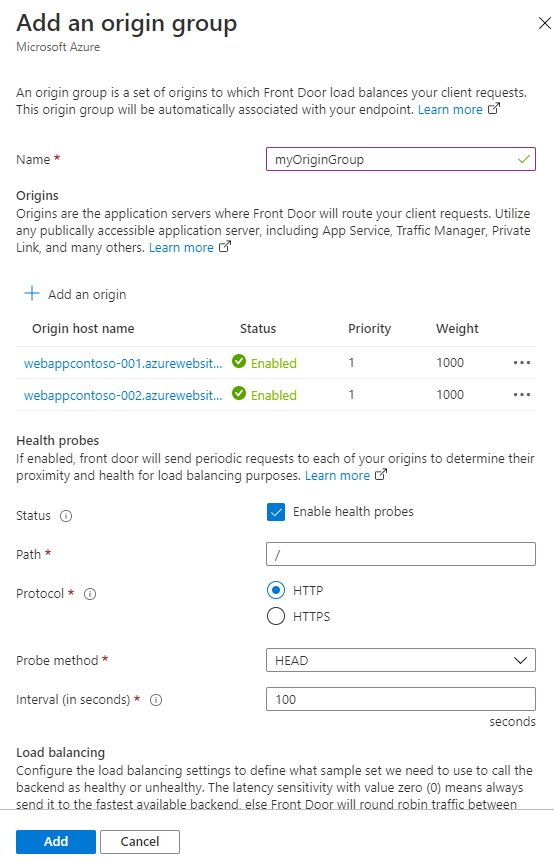 Add an origin group
Microsoft Azure
An origin group is a set of origins to which Front Door load balances your client requests.
This origin group will be automatically associated with your endpoint. Learn more
Name *
myOriginGroup
Origins
Origins are the application servers where Front Door will route your client requests. Utilize
any publically accessible application server, including App Service, Traffic Manager, Private
Link, and many others. Learn more
Add an origin
Origin host name Status Priority Weight
webappcontoso-001.azurewebsit... Enabled 1 1000 ...
webappcontoso-002.azurewebsit... Enabled 1 1000 ...
Health probes
If enabled, front door will send periodic requests to each of your origins to determine their
proximity and health for load balancing purposes. Learn more
Status Enable health probes
Path * /
Protocol * HTTP
HTTPS
Probe method * HEAD
Interval (in seconds) * 100
seconds
Load balancing
Configure the load balancing settings to define what sample set we need to use to call the
backend as healthy or unhealthy. The latency sensitivity with value zero (0) means always
send it to the fastest available backend, else Front Door will round robin traffic between
Add Cancel